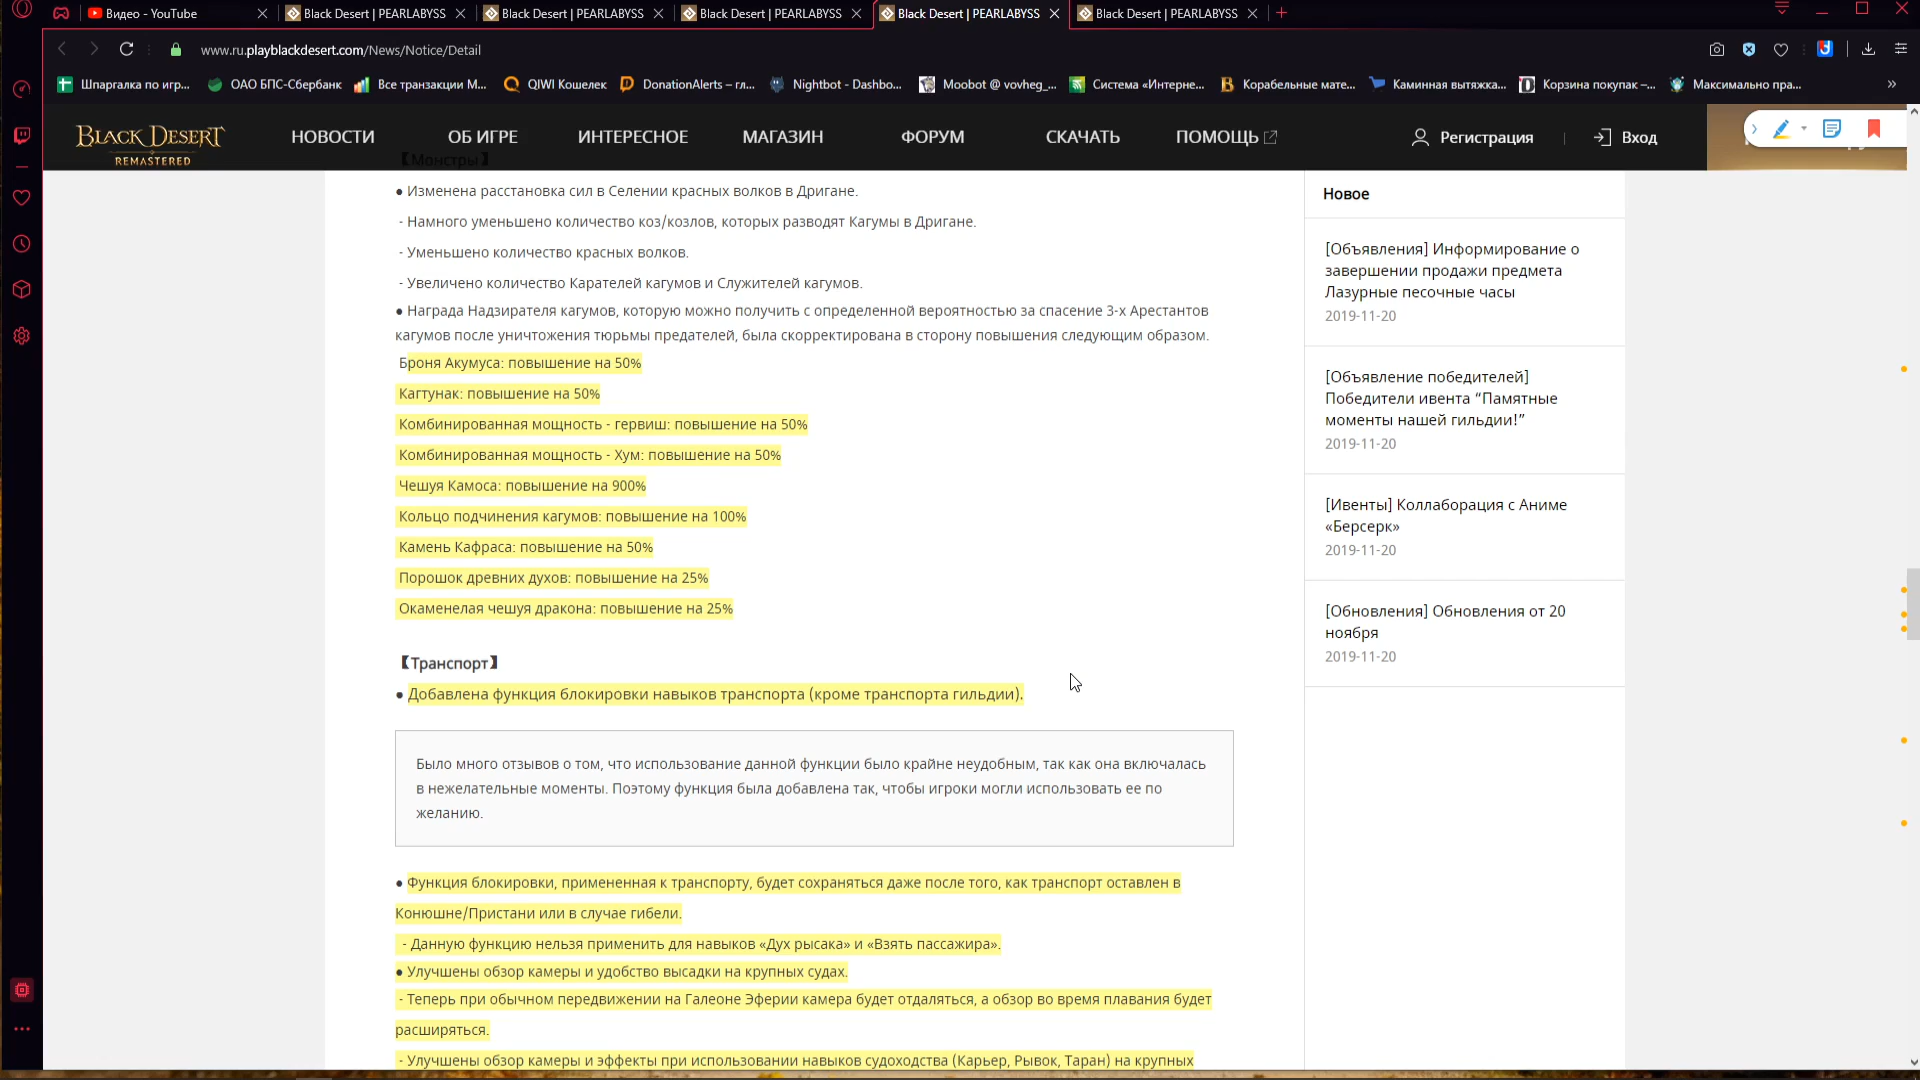 Видео - YouTube
Black Desert | PEARLABYSS
Black Desert | PEARLABYSS
Black Desert | PEARLABYSS
Black Desert | PEARLABYSS
Black Desert | PEARLABYSS
www.ru.playblackdesert.com/News/Notice/Detail
Шпаргалка по игр...
ОАО БПС-Сбербанк
Все транзакции М...
QIWI Кошелек
DonationAlerts – гл...
Nightbot - Dashbo...
Moobot @ vovheg_...
Система «Интерне...
Корабельные мате...
Каминная вытяжка...
Корзина покупак –...
Максимально пра...
BLACK DESERT
REMASTERED
НОВОСТИ
ОБ ИГРЕ
ИНТЕРЕСНОЕ
МАГАЗИН
ФОРУМ
СКАЧАТЬ
ПОМОЩЬ
Регистрация
Вход
【Монстры】
● Изменена расстановка сил в Селении красных волков в Дригане.
- Намного уменьшено количество коз/козлов, которых разводят Кагумы в Дригане.
- Уменьшено количество красных волков.
- Увеличено количество Карателей кагумов и Служителей кагумов.
● Награда Надзирателя кагумов, которую можно получить с определенной вероятностью за спасение 3-х Арестантов
кагумов после уничтожения тюрьмы предателей, была скорректирована в сторону повышения следующим образом.
Броня Акумуса: повышение на 50%
Кагтунак: повышение на 50%
Комбинированная мощность - гервиш: повышение на 50%
Комбинированная мощность - Хум: повышение на 50%
Чешуя Камоса: повышение на 900%
Кольцо подчинения кагумов: повышение на 100%
Камень Кафраса: повышение на 50%
Порошок древних духов: повышение на 25%
Окаменелая чешуя дракона: повышение на 25%
【Транспорт】
● Добавлена функция блокировки навыков транспорта (кроме транспорта гильдии).
Было много отзывов о том, что использование данной функции было крайне неудобным, так как она включалась
в нежелательные моменты. Поэтому функция была добавлена так, чтобы игроки могли использовать ее по
желанию.
● Функция блокировки, примененная к транспорту, будет сохраняться даже после того, как транспорт оставлен в
Конюшне/Пристани или в случае гибели.
- Данную функцию нельзя применить для навыков «Дух рысака» и «Взять пассажира».
● Улучшены обзор камеры и удобство высадки на крупных судах.
- Теперь при обычном передвижении на Галеоне Эферии камера будет отдаляться, а обзор во время плавания будет
расширяться.
- Улучшены обзор камеры и эффекты при использовании навыков судоходства (Карьер, Рывок, Таран) на крупных
Новое
[Объявления] Информирование о
завершении продажи предмета
Лазурные песочные часы
2019-11-20
[Объявление победителей]
Победители ивента “Памятные
моменты нашей гильдии!”
2019-11-20
[Ивенты] Коллаборация с Аниме
«Берсерк»
2019-11-20
[Обновления] Обновления от 20
ноября
2019-11-20